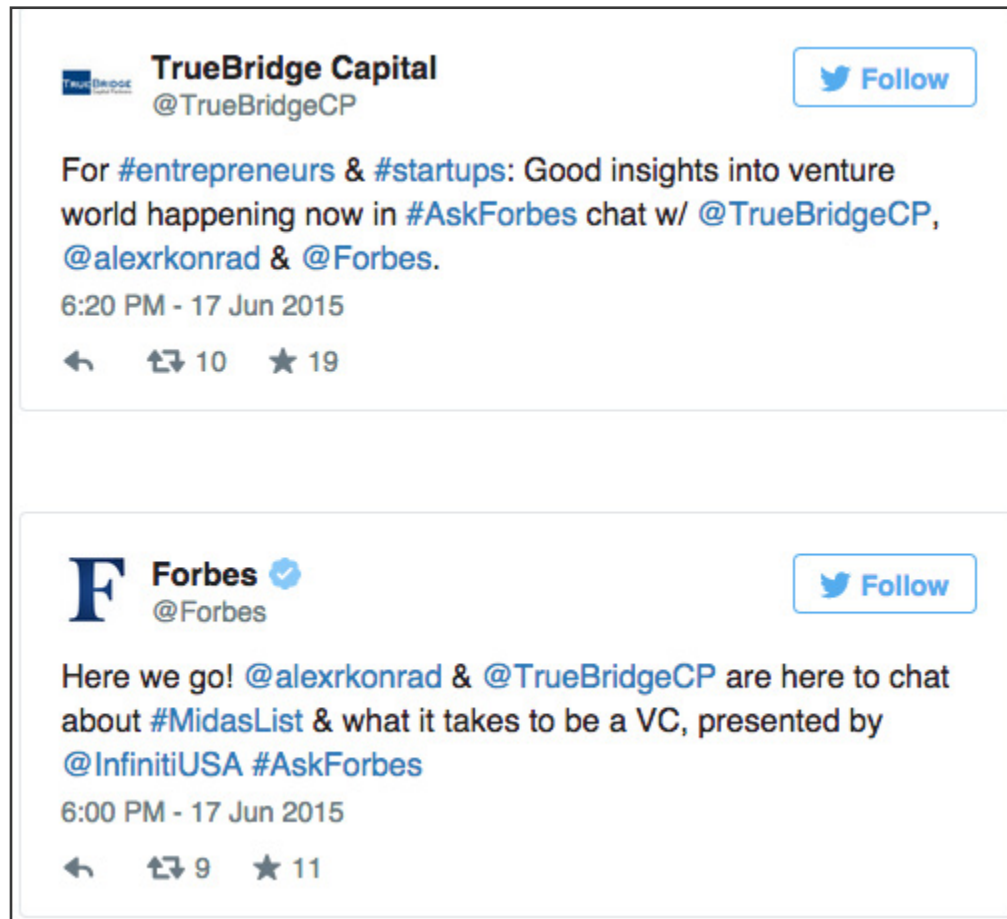 TrueBridge Capital
@TrueBridgeCP
Follow
For #entrepreneurs & #startups: Good insights into venture
world happening now in #AskForbes chat w/ @TrueBridgeCP,
@alexrkonrad & @Forbes.
6:20 PM - 17 Jun 2015
10 19
F
Forbes
@Forbes
Follow
Here we go! @alexrkonrad & @TrueBridgeCP are here to chat
about #MidasList & what it takes to be a VC, presented by
@InfinitiUSA #AskForbes
6:00 PM - 17 Jun 2015
9 11